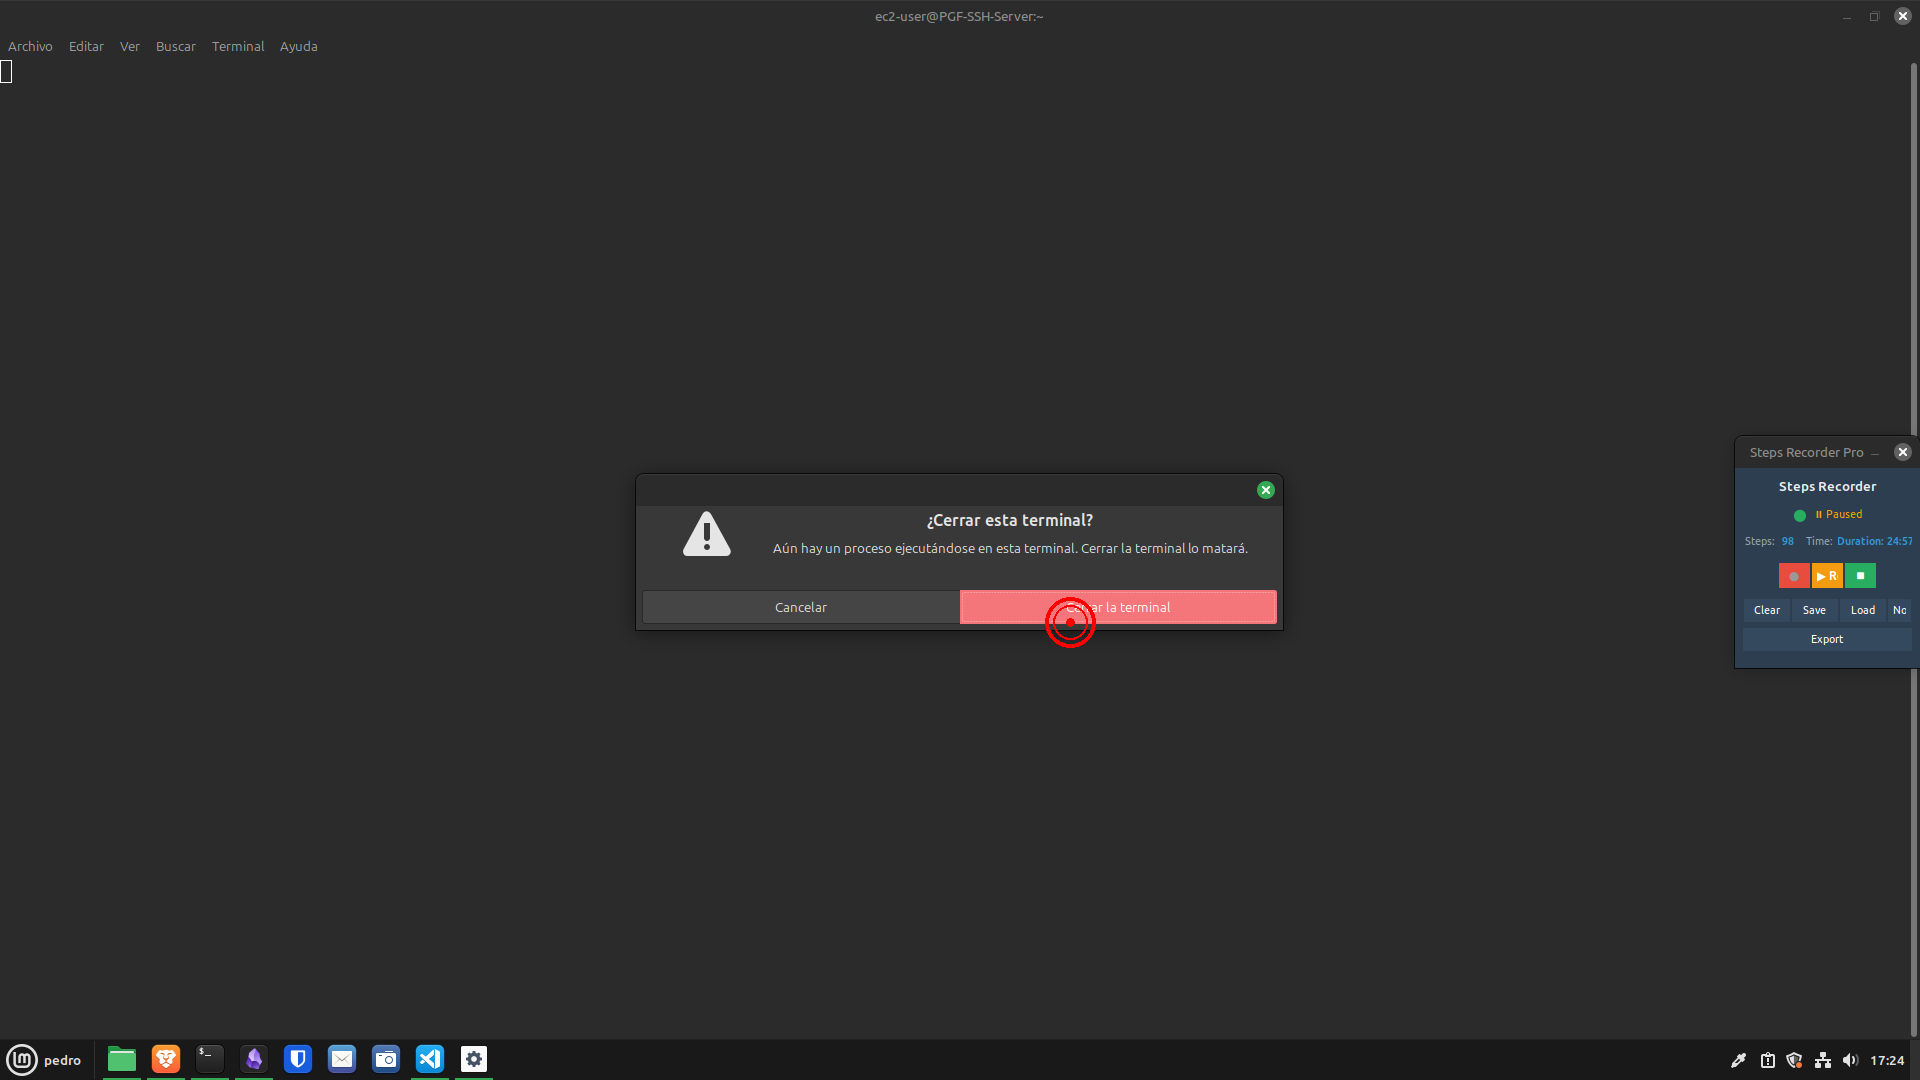 ec2-user@PGF-SSH-Server:~
Archivo Editar Ver Buscar Terminal Ayuda
¿Cerrar esta terminal?
Aún hay un proceso ejecutándose en esta terminal. Cerrar la terminal lo matará.
Cancelar
la terminal
Steps Recorder Pro
Steps Recorder
Paused
Steps: 98 Time: Duration: 24:57
R
Clear Save Load No
Export
pedro
17:24